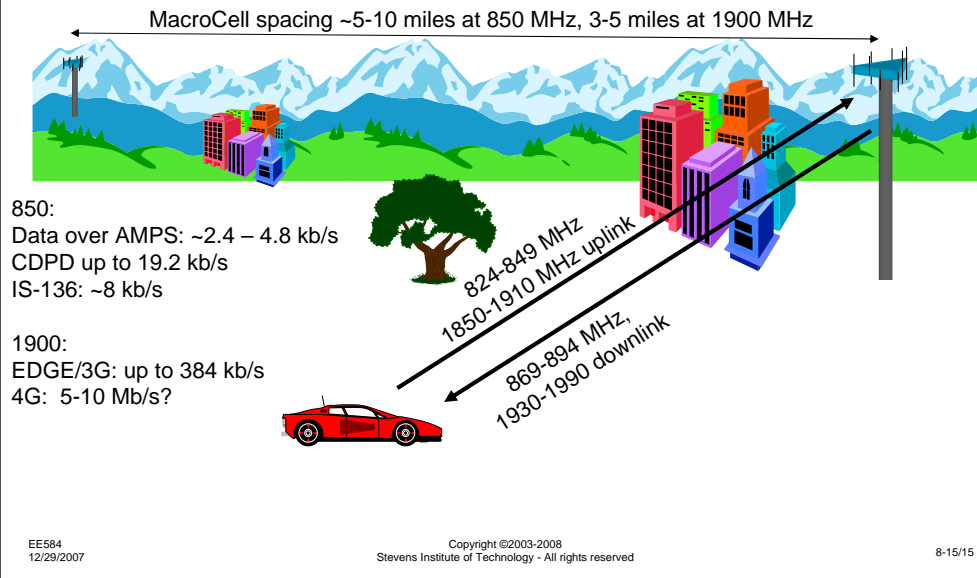 MacroCell spacing ~5-10 miles at 850 MHz, 3-5 miles at 1900 MHz
850:
Data over AMPS: ~2.4 – 4.8 kb/s
CDPD up to 19.2 kb/s
IS-136: ~8 kb/s
1900:
EDGE/3G: up to 384 kb/s
4G: 5-10 Mb/s?
824-849 MHz
1850-1910 MHz uplink
869-894 MHz,
1930-1990 downlink
EE584
12/29/2007
Copyright ©2003-2008
Stevens Institute of Technology - All rights reserved
8-15/15